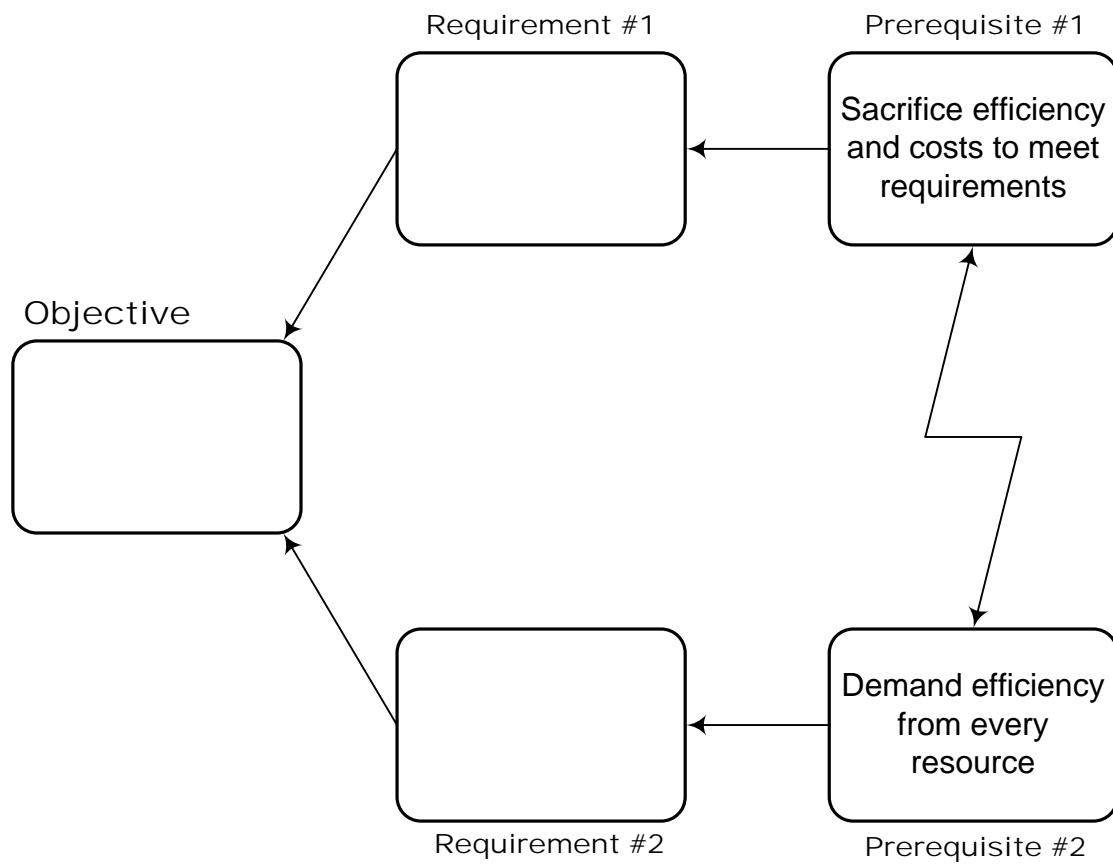 Requirement #1
Prerequisite #1
Sacrifice efficiency
and costs to meet
requirements
Objective
Demand efficiency
from every
resource
Requirement #2
Prerequisite #2